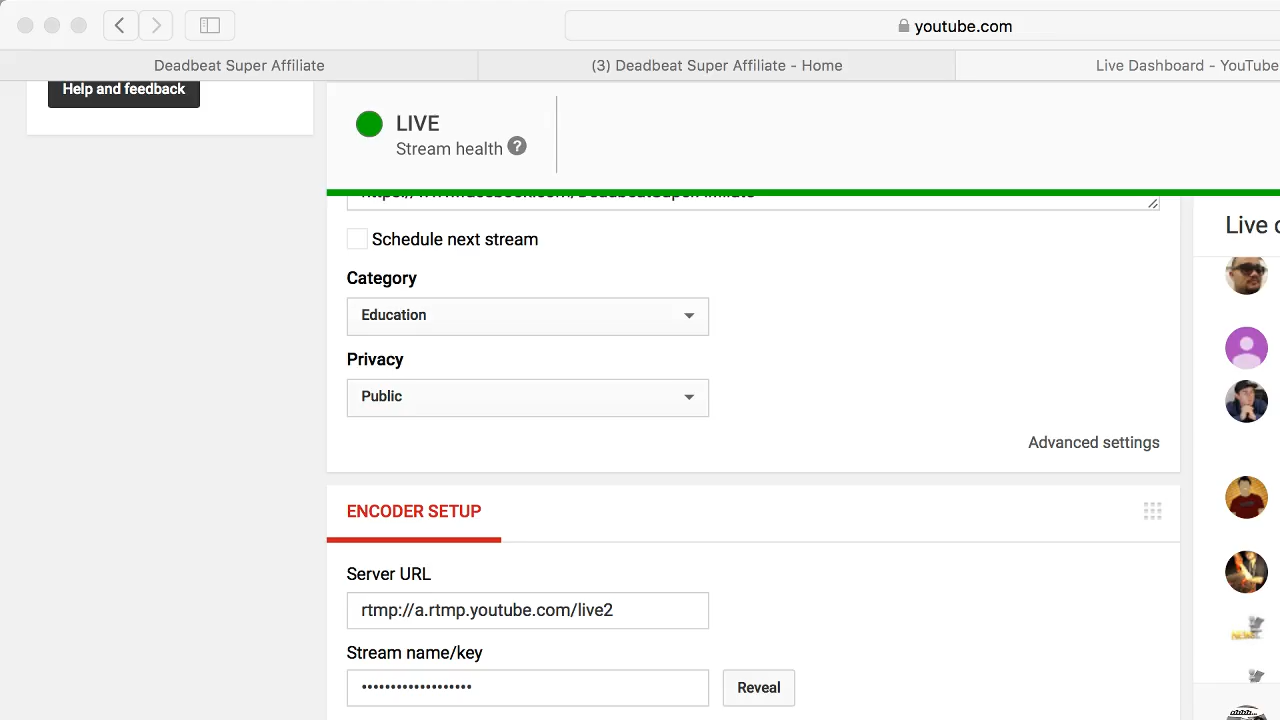 youtube.com
Deadbeat Super Affiliate
(3) Deadbeat Super Affiliate - Home
Live Dashboard - YouTube
Help and feedback
LIVE
Stream health ?
Schedule next stream
Category
Education
Privacy
Public
Advanced settings
Live
ENCODER SETUP
Server URL
rtmp://a.rtmp.youtube.com/live2
Stream name/key
•••••••••••••••••••
Reveal